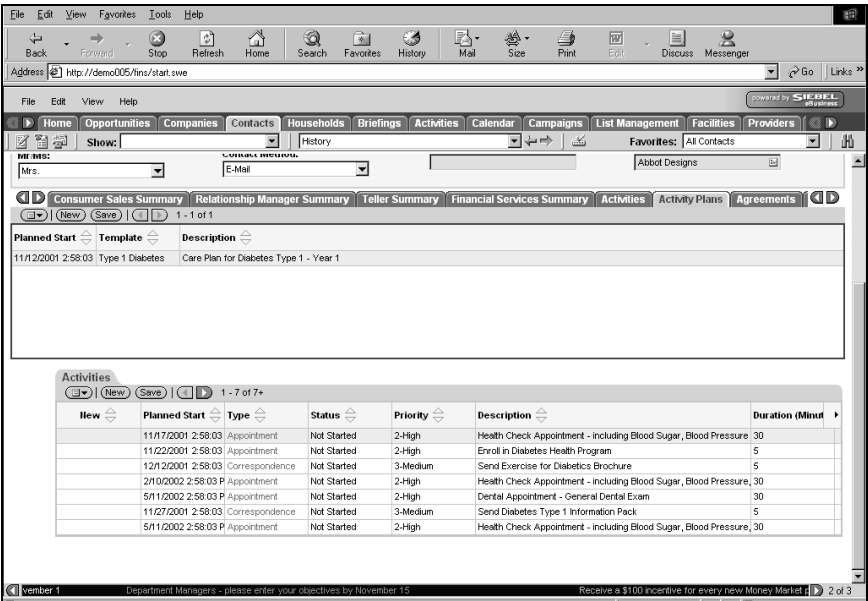 File Edit View Favorites Tools Help
Back Forward Stop Refresh Home Search Favorites History Mail Size Print Edit Discuss Messenger
Address http://demo005/fins/start.swe Go Links »
File Edit View Help powered by SIEBEL eBusiness
Home Opportunities Companies Contacts Households Briefings Activities Calendar Campaigns List Management Facilities Providers
Show: History Favorites: All Contacts
Mr/Ms: Contact Method:
Mrs. E-Mail Abbot Designs
Consumer Sales Summary Relationship Manager Summary Teller Summary Financial Services Summary Activities Activity Plans Agreements
New Save 1 - 1 of 1
Planned Start Template Description
11/12/2001 2:58:03 Type 1 Diabetes Care Plan for Diabetes Type 1 - Year 1
Activities
New Save 1 - 7 of 7+
New Planned Start Type Status Priority Description Duration (Minut
11/17/2001 2:58:03 Appointment Not Started 2-High Health Check Appointment - including Blood Sugar, Blood Pressure 30
11/22/2001 2:58:03 Appointment Not Started 2-High Enroll in Diabetes Health Program 5
12/12/2001 2:58:03 Correspondence Not Started 3-Medium Send Exercise for Diabetics Brochure 5
2/10/2002 2:58:03 P Appointment Not Started 2-High Health Check Appointment - including Blood Sugar, Blood Pressure, 30
5/11/2002 2:58:03 P Appointment Not Started 2-High Dental Appointment - General Dental Exam 30
11/27/2001 2:58:03 Correspondence Not Started 3-Medium Send Diabetes Type 1 Information Pack 5
5/11/2002 2:58:03 P Appointment Not Started 2-High Health Check Appointment - including Blood Sugar, Blood Pressure, 30
vember 1 Department Managers - please enter your objectives by November 15 Receive a $100 incentive for every new Money Market p 2 of 3